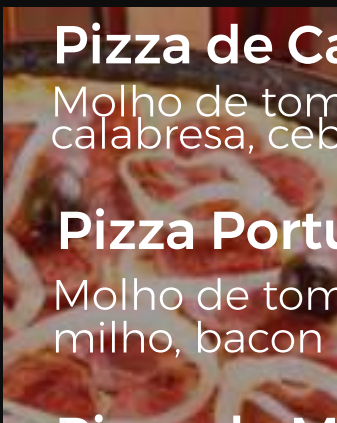 Pizza de Ca
Molho de tom
calabresa, ceb
Pizza Portu
Molho de tom
milho, bacon